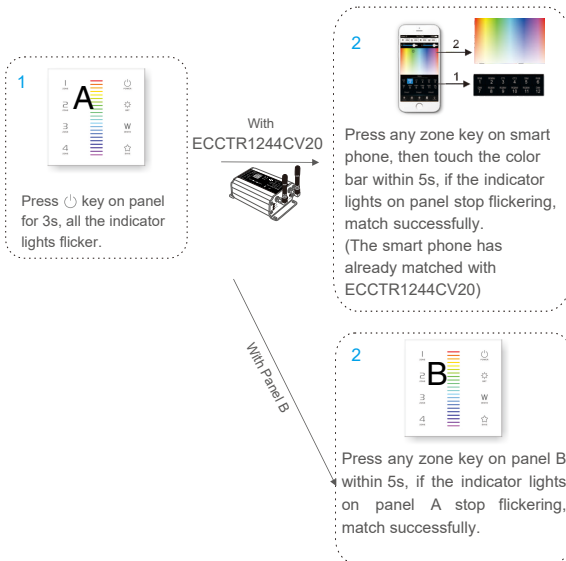 1
1
2
3
4
A
W
Press ⏻ key on panel
for 3s, all the indicator
lights flicker.
With
ECCTR1244CV20
2
2
1
Press any zone key on smart
phone, then touch the color
bar within 5s, if the indicator
lights on panel stop flickering,
match successfully.
(The smart phone has
already matched with
ECCTR1244CV20)
With Panel B
2
1
2
3
4
B
W
Press any zone key on panel B
within 5s, if the indicator lights
on panel A stop flickering,
match successfully.